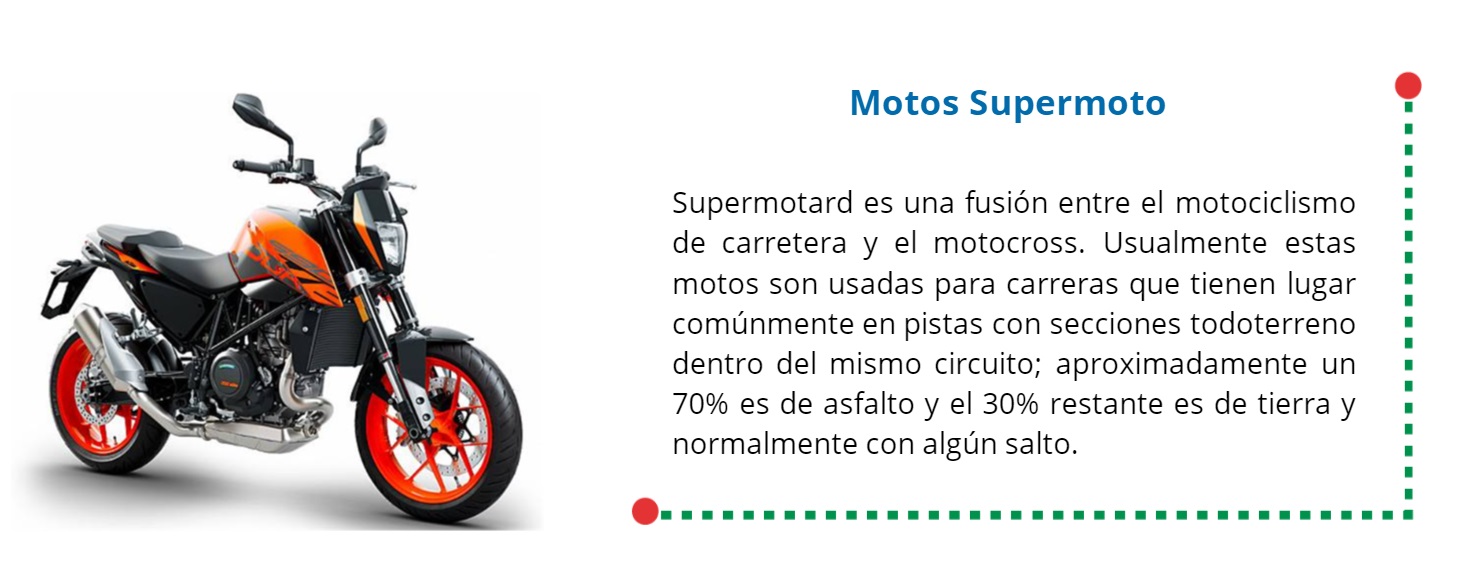 Motos Supermoto
Supermotard es una fusión entre el motociclismo
de carretera y el motocross. Usualmente estas
motos son usadas para carreras que tienen lugar
comúnmente en pistas con secciones todoterreno
dentro del mismo circuito; aproximadamente un
70% es de asfalto y el 30% restante es de tierra y
normalmente con algún salto.